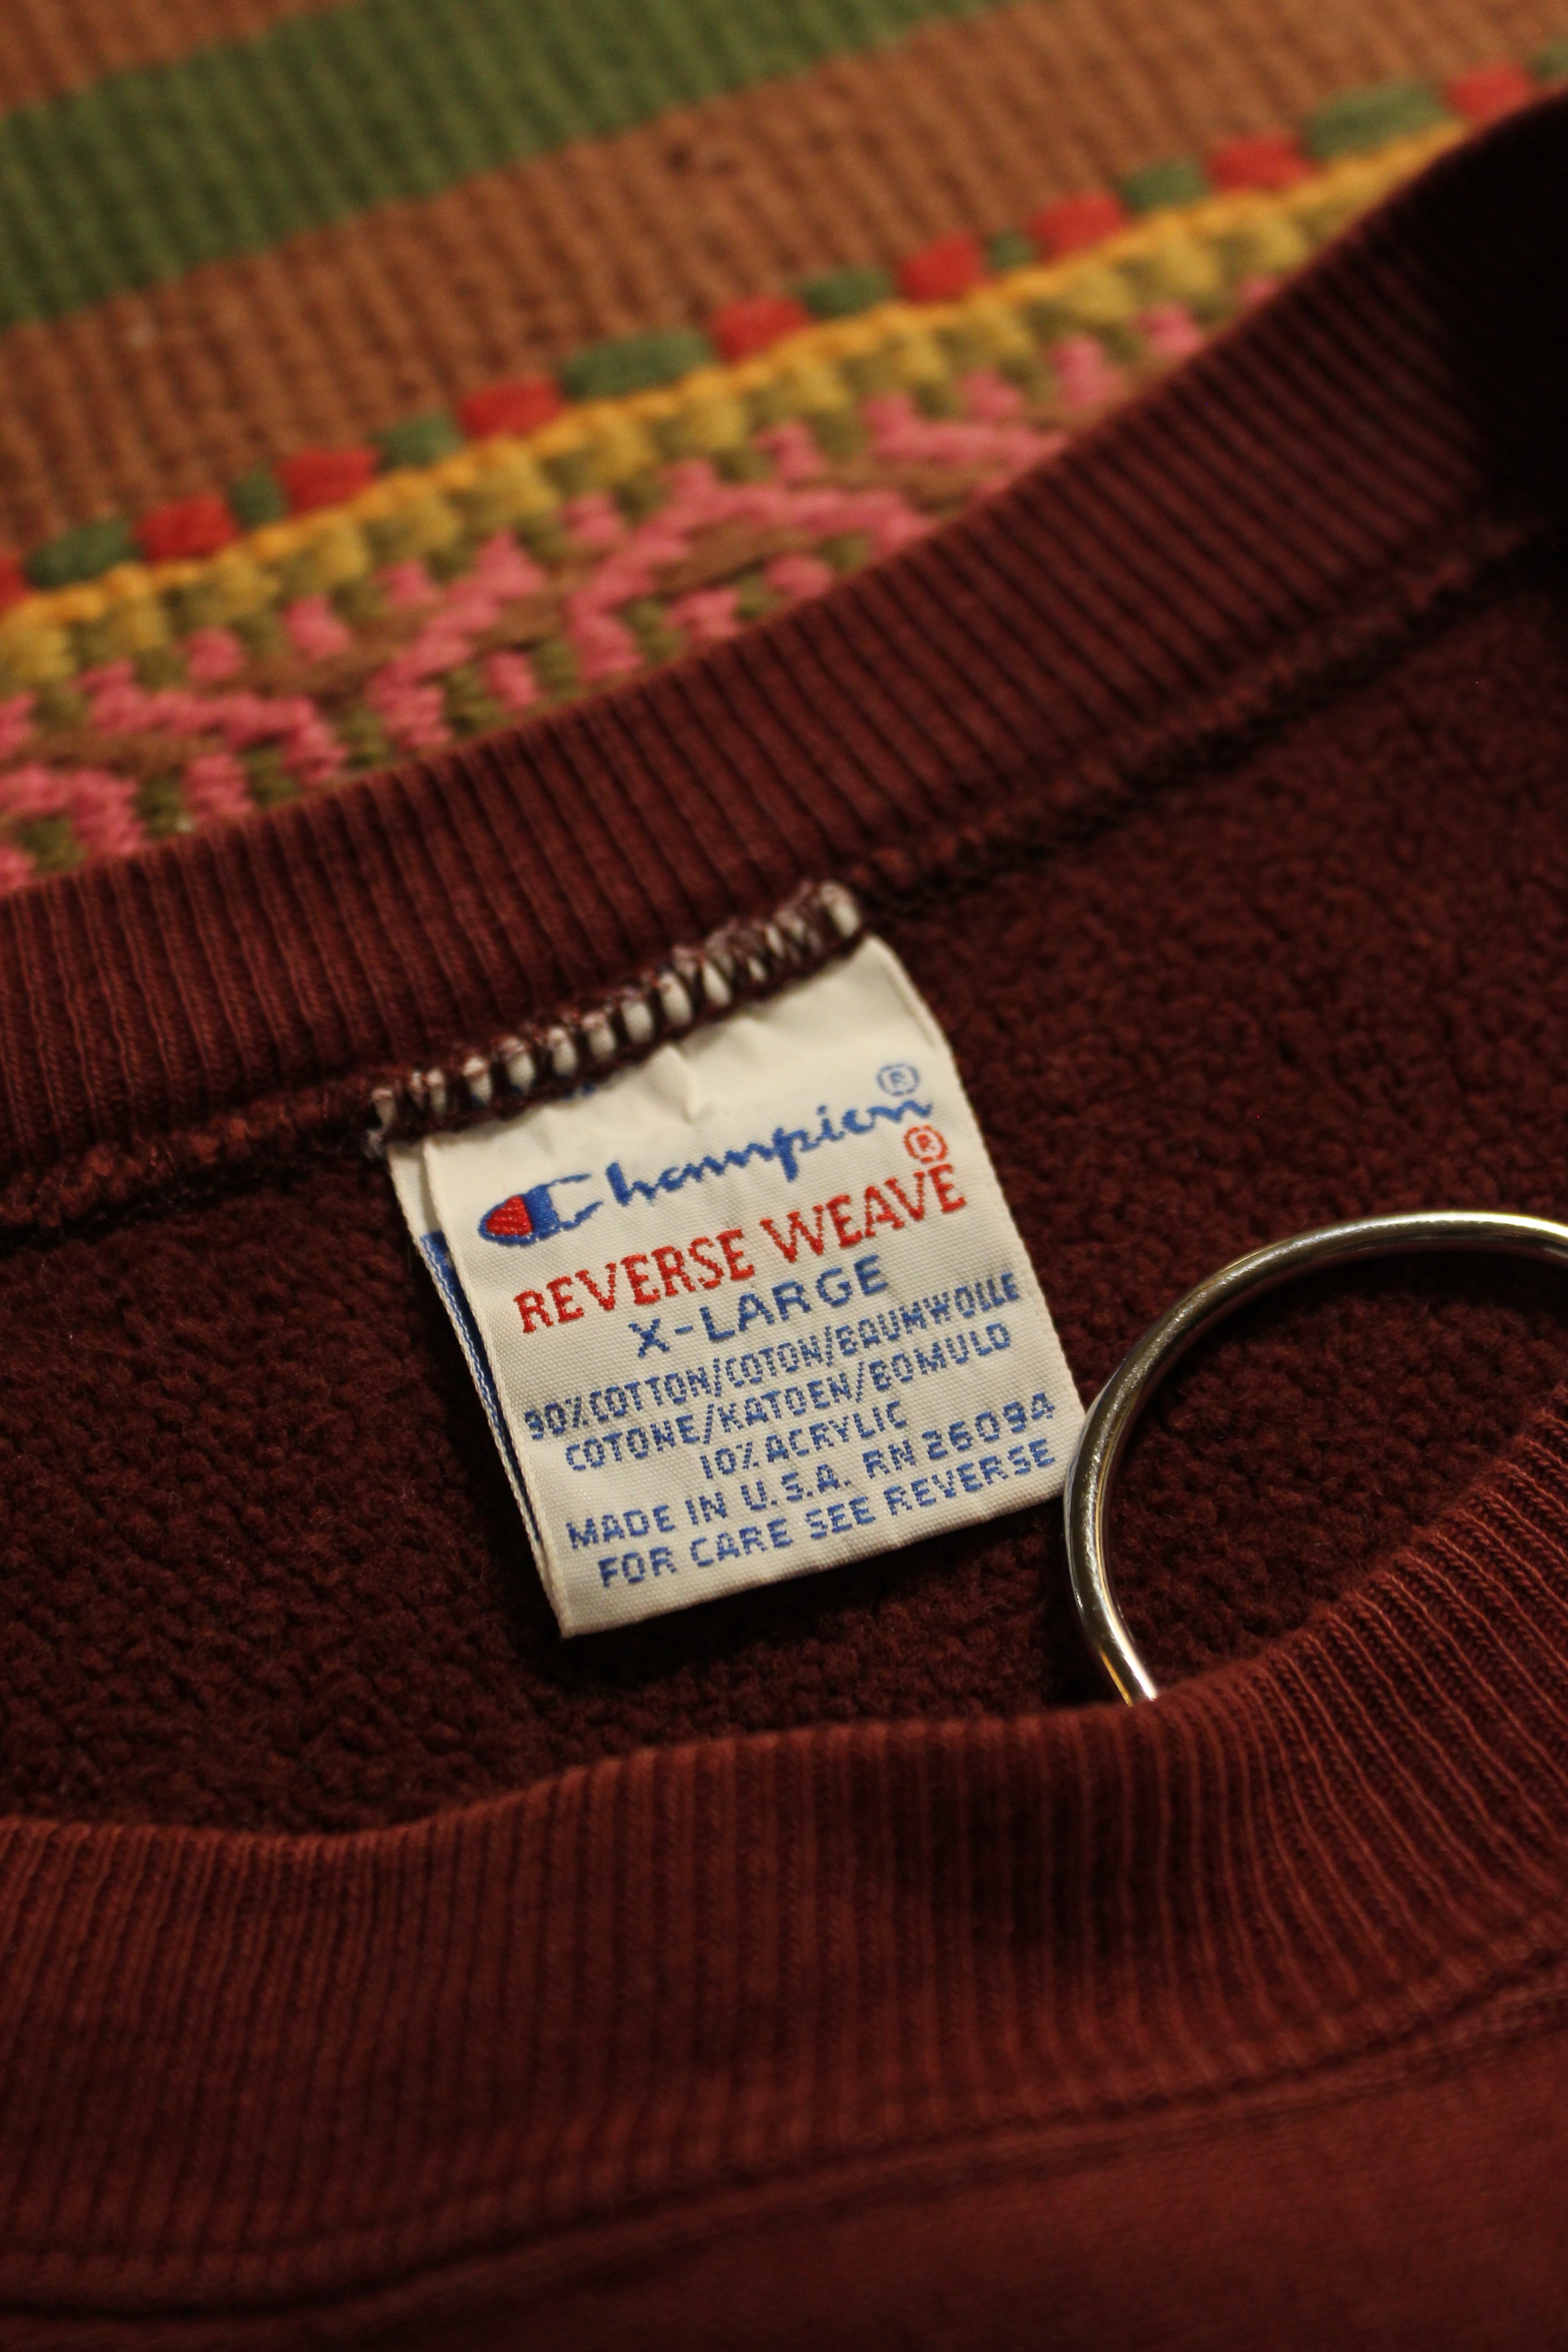 Champion®
REVERSE WEAVE®
X-LARGE
90% COTTON/COTON/BAUMWOLLE
COTONE/KATOEN/BOMULD
10% ACRYLIC
MADE IN U.S.A. RN 26094
FOR CARE SEE REVERSE